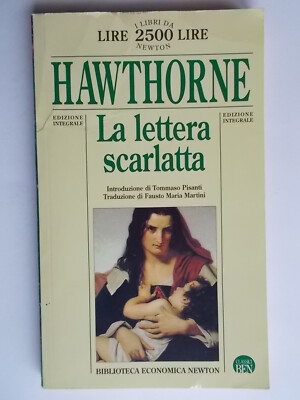 I LIBRI DA
LIRE 2500 LIRE
NEWTON
HAWTHORNE
EDIZIONE
INTEGRALE
EDIZIONE
INTEGRALE
La lettera
scarlatta
Introduzione di Tommaso Pisanti
Traduzione di Fausto Maria Martini
BIBLIOTECA ECONOMICA NEWTON
CLASSICI
BEN